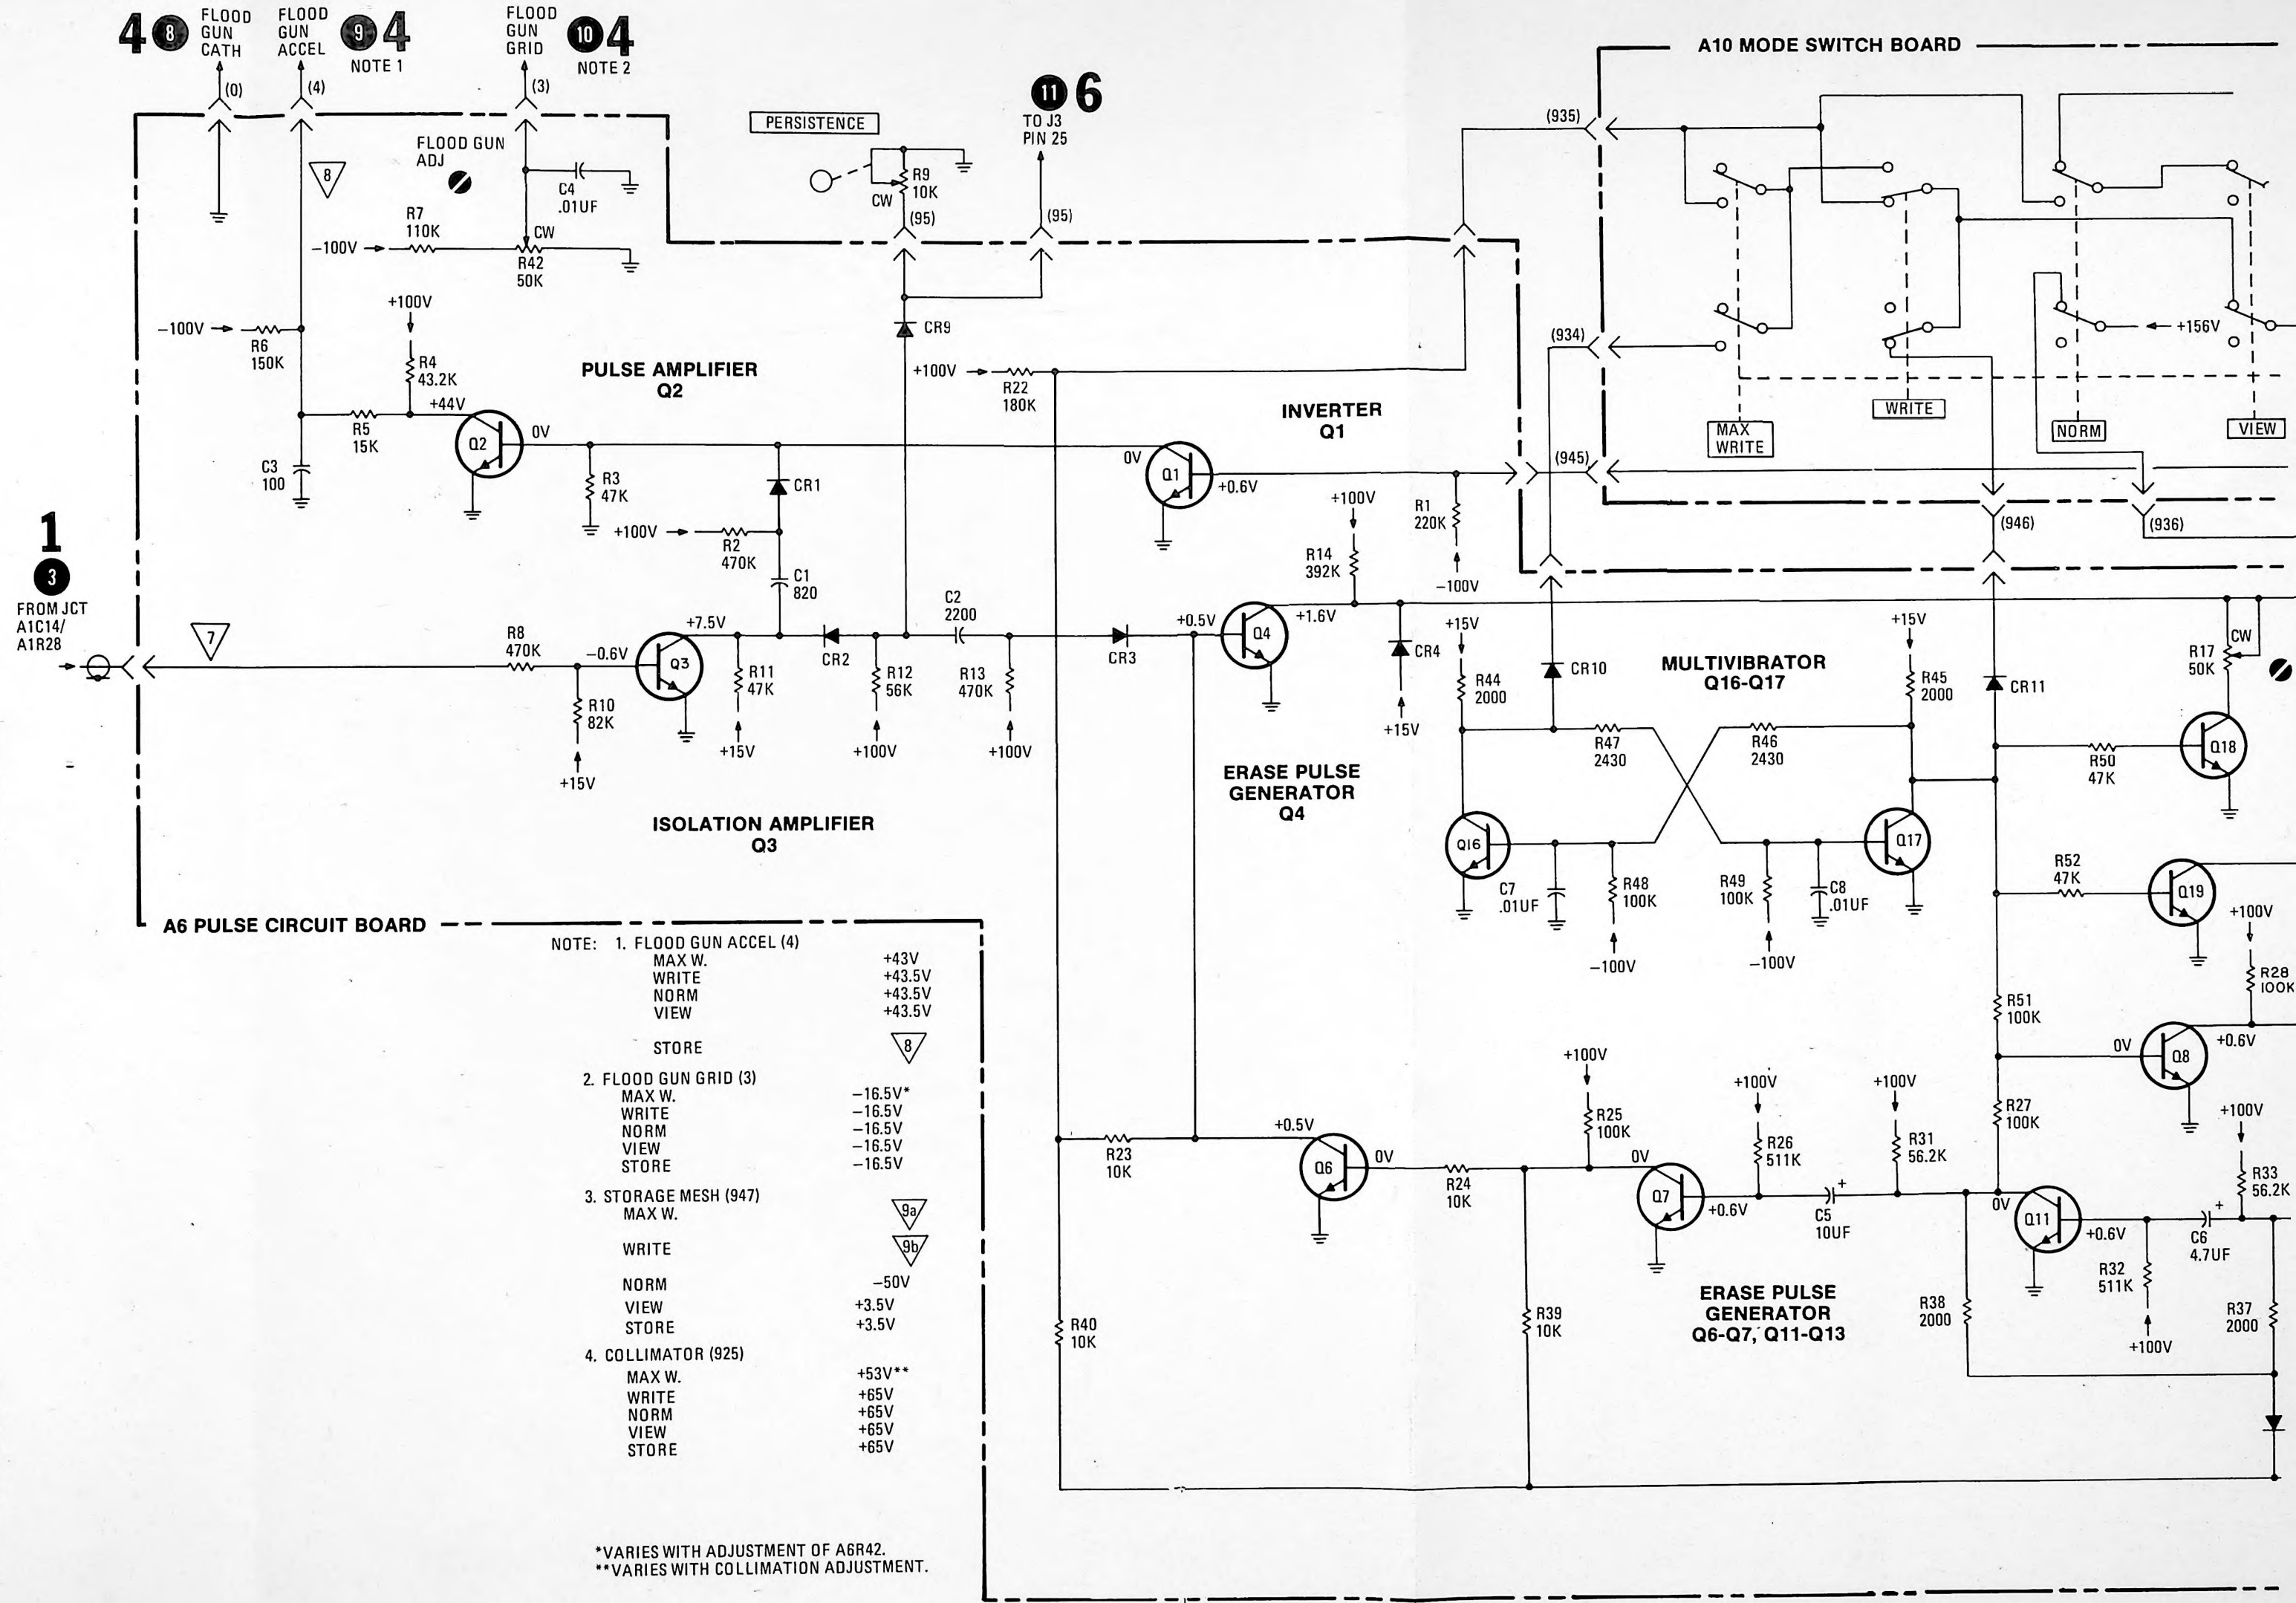 4 8 FLOOD GUN CATH
FLOOD GUN ACCEL 9 4
NOTE 1
FLOOD GUN GRID 10 4
NOTE 2
(0)
(4)
(3)
11 6
TO J3
PIN 25
A10 MODE SWITCH BOARD
PERSISTENCE
(935)
FLOOD GUN
ADJ
8
C4
.01UF
R9
10K
CW
(95)
(95)
R7
110K
CW
−100V
R42
50K
+100V
−100V
R6
150K
R4
43.2K
CR9
(934)
+156V
PULSE AMPLIFIER
Q2
+100V
R22
180K
+44V
R5
15K
Q2
0V
INVERTER
Q1
MAX
WRITE
WRITE
NORM
VIEW
C3
100
R3
47K
CR1
0V
Q1
+0.6V
(945)
+100V
R1
220K
+100V
R2
470K
R14
392K
−100V
(946)
(936)
1
3
FROM JCT
A1C14/
A1R28
7
C1
820
C2
2200
R8
470K
−0.6V
+7.5V
Q3
+0.5V
Q4
+1.6V
+15V
+15V
CW
R17
50K
CR2
CR3
CR4
CR10
MULTIVIBRATOR
Q16-Q17
R10
82K
R11
47K
R12
56K
R13
470K
R44
2000
R45
2000
CR11
+15V
+15V
+100V
+100V
+15V
R47
2430
R46
2430
R50
47K
Q18
ISOLATION AMPLIFIER
Q3
ERASE PULSE
GENERATOR
Q4
Q16
Q17
C7
.01UF
R48
100K
R49
100K
C8
.01UF
R52
47K
Q19
−100V
−100V
+100V
R28
100K
A6 PULSE CIRCUIT BOARD
NOTE: 1. FLOOD GUN ACCEL (4)
MAX W. +43V
WRITE +43.5V
NORM +43.5V
VIEW +43.5V
STORE 8
2. FLOOD GUN GRID (3)
MAX W. −16.5V*
WRITE −16.5V
NORM −16.5V
VIEW −16.5V
STORE −16.5V
3. STORAGE MESH (947)
MAX W. 9a
WRITE 9b
NORM −50V
VIEW +3.5V
STORE +3.5V
4. COLLIMATOR (925)
MAX W. +53V**
WRITE +65V
NORM +65V
VIEW +65V
STORE +65V
*VARIES WITH ADJUSTMENT OF A6R42.
**VARIES WITH COLLIMATION ADJUSTMENT.
R51
100K
0V
Q8
+0.6V
+100V
R25
100K
+100V
R26
511K
+100V
R31
56.2K
R27
100K
+100V
R33
56.2K
R23
10K
+0.5V
Q6
0V
R24
10K
0V
Q7
+0.6V
+
C5
10UF
0V
Q11
+0.6V
+
C6
4.7UF
R32
511K
+100V
R40
10K
R39
10K
ERASE PULSE
GENERATOR
Q6-Q7, Q11-Q13
R38
2000
R37
2000